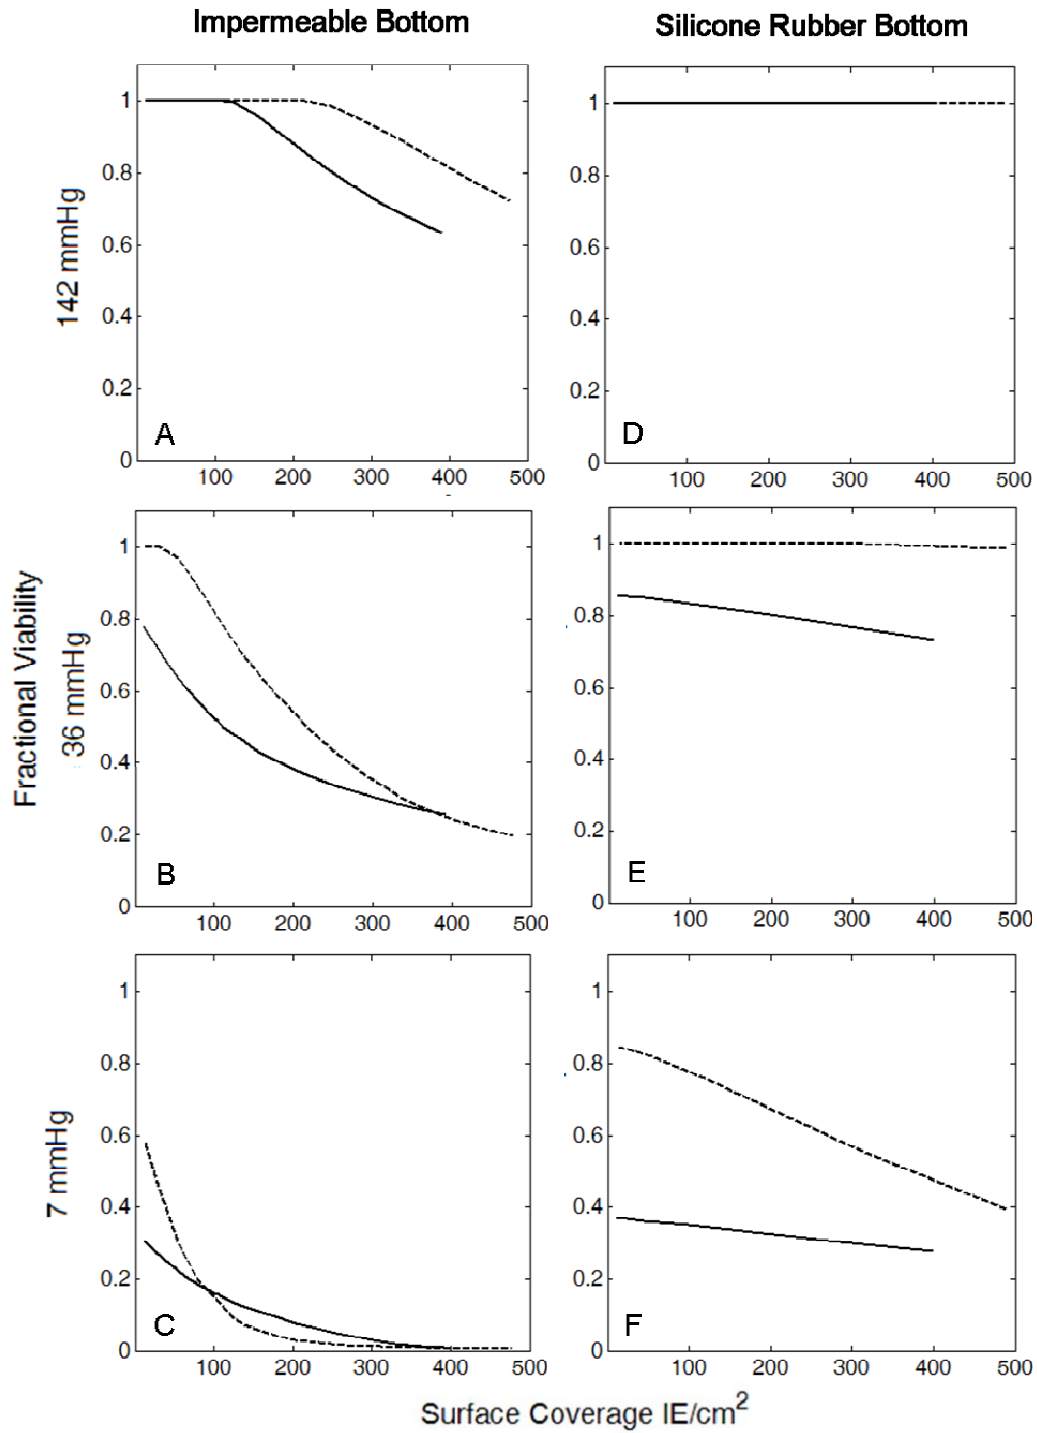 Impermeable Bottom
Silicone Rubber Bottom
142 mmHg
1
0.8
0.6
0.4
0.2
0
A
100 200 300 400 500
1
0.8
0.6
0.4
0.2
0
D
100 200 300 400 500
Fractional Viability
36 mmHg
1
0.8
0.6
0.4
0.2
0
B
100 200 300 400 500
1
0.8
0.6
0.4
0.2
0
E
100 200 300 400 500
7 mmHg
1
0.8
0.6
0.4
0.2
0
C
100 200 300 400 500
1
0.8
0.6
0.4
0.2
0
F
100 200 300 400 500
Surface Coverage IE/cm²